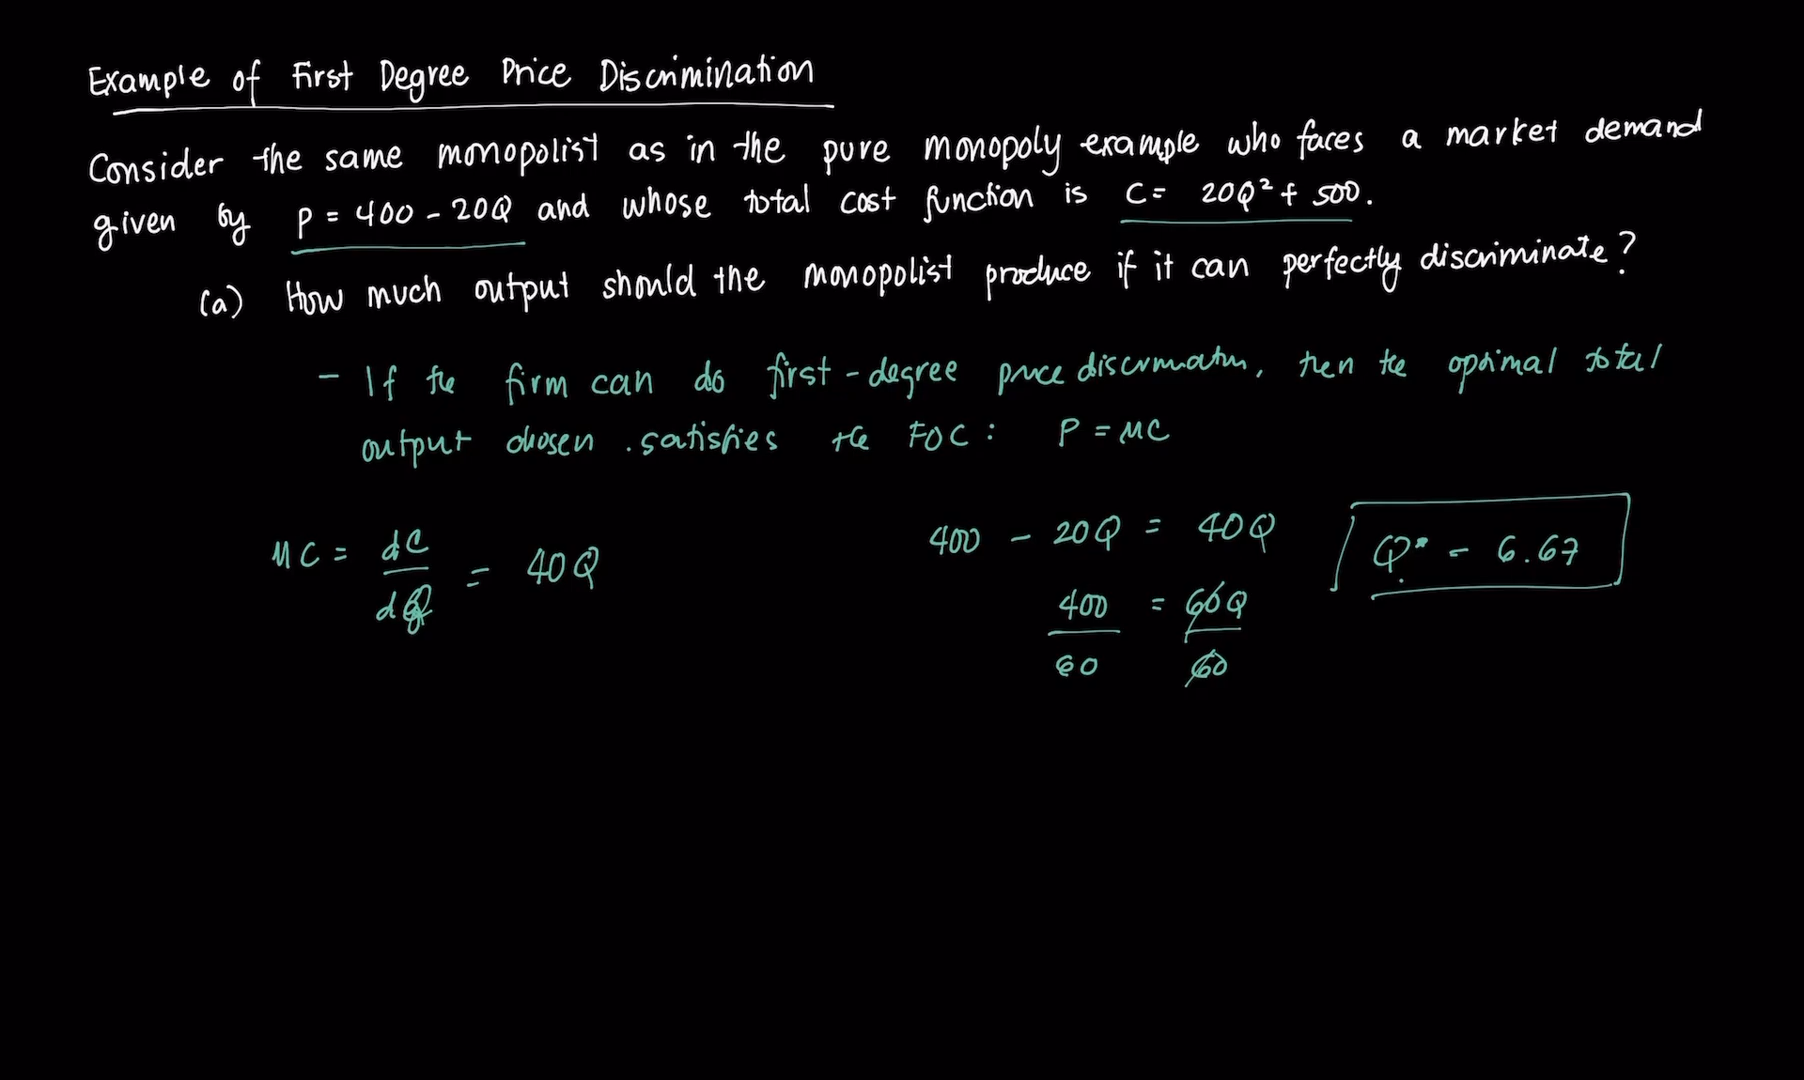 Example of First Degree Price Discrimination
Consider the same monopolist as in the pure monopoly example who faces a market demand
given by P = 400 - 20Q and whose total cost function is C = 20Q² + 500.
(a) How much output should the monopolist produce if it can perfectly discriminate?
- If the firm can do first-degree price discrimination, then the optimal total
output chosen satisfies the FOC: P = MC
MC = dC/dQ = 40Q
400 - 20Q = 40Q
400/60 = 60Q/60
Q* = 6.67